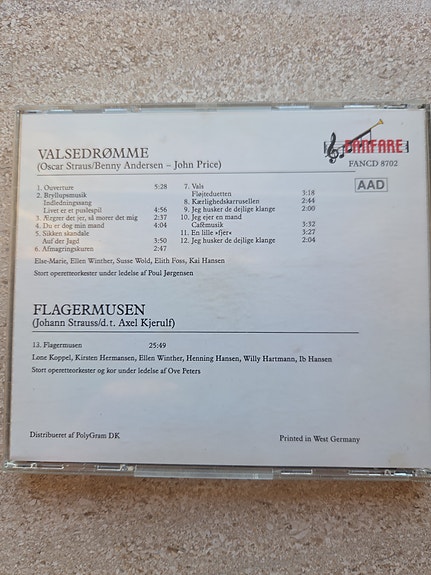 VALSEDRØMME
(Oscar Straus/Benny Andersen – John Price)
FANFARE
FANCD 8702
AAD
1. Ouverture 5:28
2. Bryllupsmusik
Indledningssang
Livet er et puslespil 4:56
3. Ærgrer det jer, så morer det mig 2:37
4. Du er dog min mand 4:04
5. Sikken skandale
Auf der Jagd 3:50
6. Afmagringskuren 2:47
7. Vals
Fløjteduetten 3:18
8. Kærlighedskarrusellen 2:44
9. Jeg husker de dejlige klange 2:00
10. Jeg ejer en mand
Cafémusik 3:32
11. En lille »fjer« 3:27
12. Jeg husker de dejlige klange 2:04
Else-Marie, Ellen Winther, Susse Wold, Elith Foss, Kai Hansen
Stort operetteorkester under ledelse af Poul Jørgensen
FLAGERMUSEN
(Johann Strauss/d.t. Axel Kjerulf)
13. Flagermusen 25:49
Lone Koppel, Kirsten Hermansen, Ellen Winther, Henning Hansen, Willy Hartmann, Ib Hansen
Stort operetteorkester og kor under ledelse af Ove Peters
Distribueret af PolyGram DK
Printed in West Germany